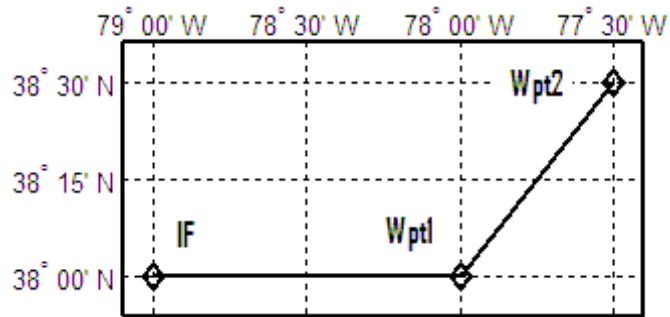 79° 00' W 78° 30' W 78° 00' W 77° 30' W
38° 30' N
Wpt2
38° 15' N
IF
Wpt1
38° 00' N